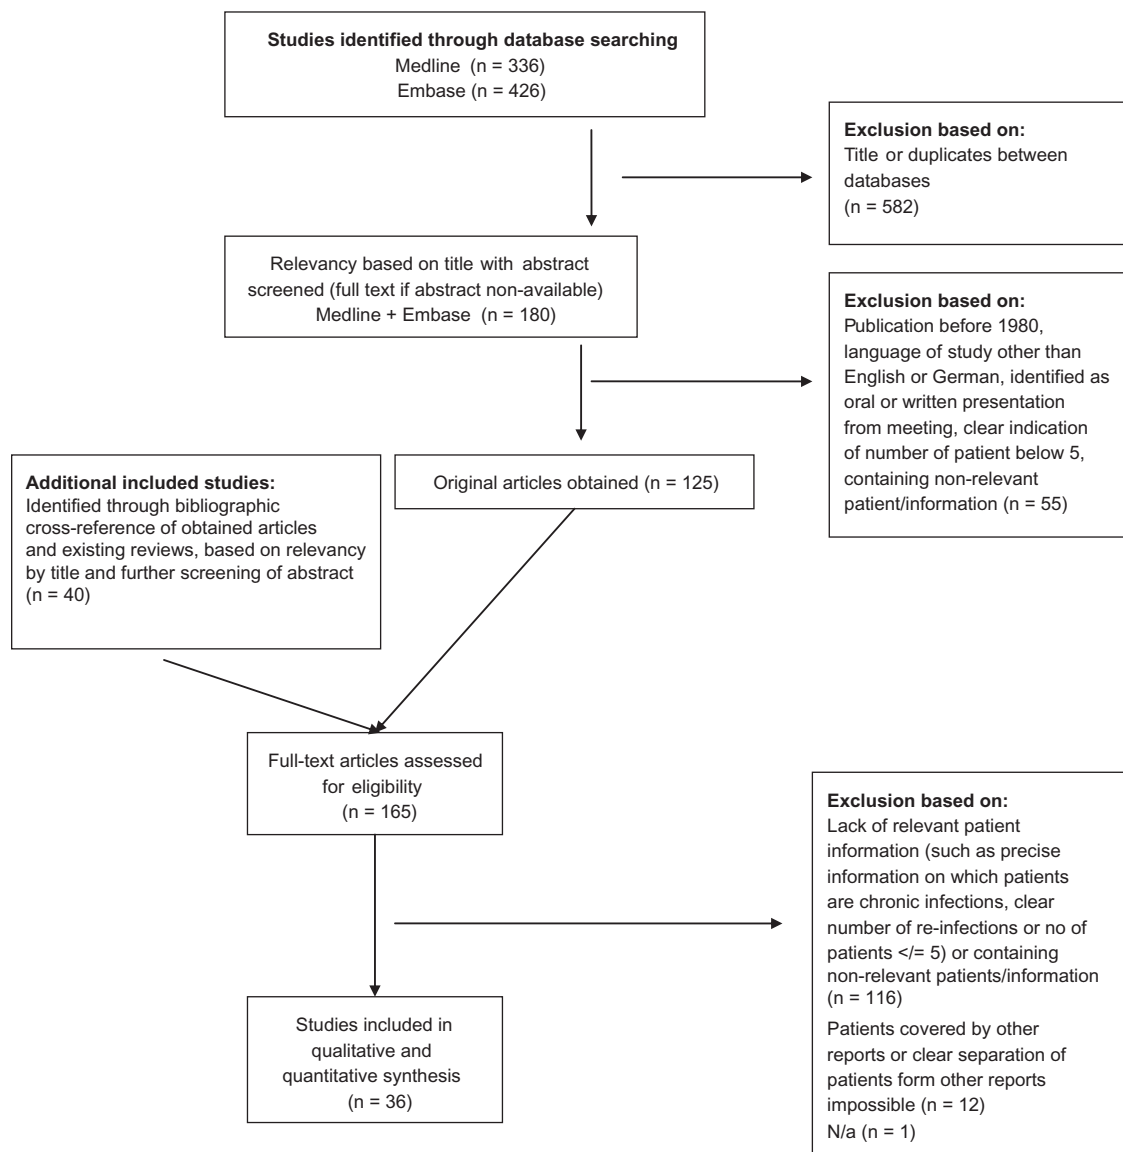 Studies identified through database searching
Medline (n = 336)
Embase (n = 426)
Exclusion based on:
Title or duplicates between
databases
(n = 582)
Relevancy based on title with abstract
screened (full text if abstract non-available)
Medline + Embase (n = 180)
Exclusion based on:
Publication before 1980,
language of study other than
English or German, identified as
oral or written presentation
from meeting, clear indication
of number of patient below 5,
containing non-relevant
patient/information (n = 55)
Additional included studies:
Identified through bibliographic
cross-reference of obtained articles
and existing reviews, based on relevancy
by title and further screening of abstract
(n = 40)
Original articles obtained (n = 125)
Full-text articles assessed
for eligibility
(n = 165)
Exclusion based on:
Lack of relevant patient
information (such as precise
information on which patients
are chronic infections, clear
number of re-infections or no of
patients </= 5) or containing
non-relevant patients/information
(n = 116)
Patients covered by other
reports or clear separation of
patients form other reports
impossible (n = 12)
N/a (n = 1)
Studies included in
qualitative and
quantitative synthesis
(n = 36)